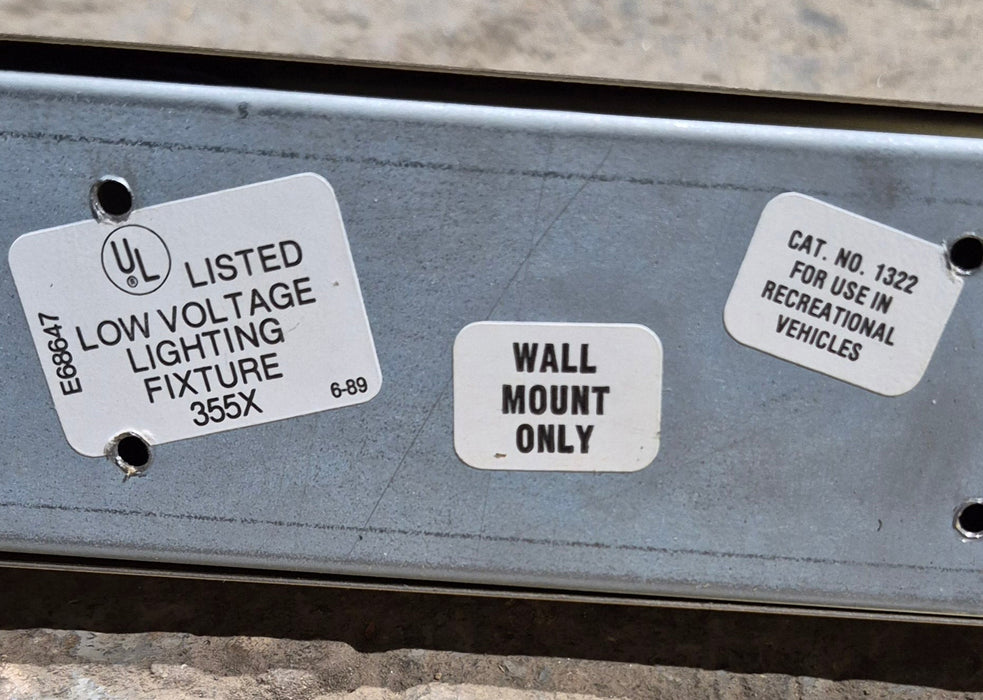 UL ® LISTED
LOW VOLTAGE
LIGHTING
FIXTURE
355X
E68647
6-89
WALL
MOUNT
ONLY
CAT. NO. 1322
FOR USE IN
RECREATIONAL
VEHICLES